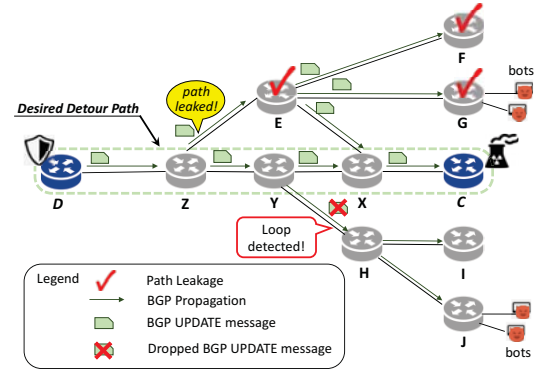 F
path
leaked!
bots
Desired Detour Path
E
G
D
Z
Y
X
C
Loop
detected!
H
I
Legend
Path Leakage
BGP Propagation
BGP UPDATE message
Dropped BGP UPDATE message
J
bots